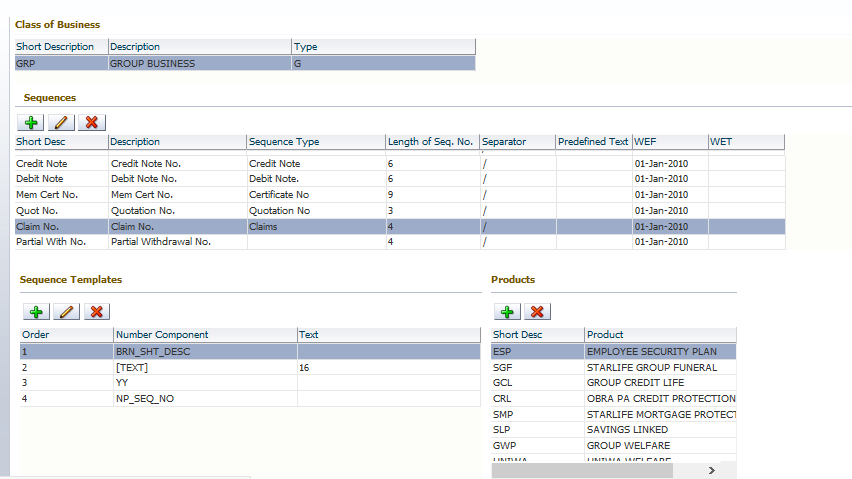 Class of Business
Short Description Description Type
GRP GROUP BUSINESS G
Sequences
Short Desc Description Sequence Type Length of Seq. No. Separator Predefined Text WEF WET
Credit Note Credit Note No. Credit Note 6 / 01-Jan-2010
Debit Note Debit Note No. Debit Note. 6 / 01-Jan-2010
Mem Cert No. Mem Cert No. Certificate No 9 / 01-Jan-2010
Quot No. Quotation No. Quotation No 3 / 01-Jan-2010
Claim No. Claim No. Claims 4 / 01-Jan-2010
Partial With No. Partial Withdrawal No. 4 / 01-Jan-2010
Sequence Templates
Order Number Component Text
1 BRN_SHT_DESC
2 [TEXT] 16
3 YY
4 NP_SEQ_NO
Products
Short Desc Product
ESP EMPLOYEE SECURITY PLAN
SGF STARLIFE GROUP FUNERAL
GCL GROUP CREDIT LIFE
CRL OBRA PA CREDIT PROTECTION
SMP STARLIFE MORTGAGE PROTECT
SLP SAVINGS LINKED
GWP GROUP WELFARE
UNIWA UNIWA WELFARE